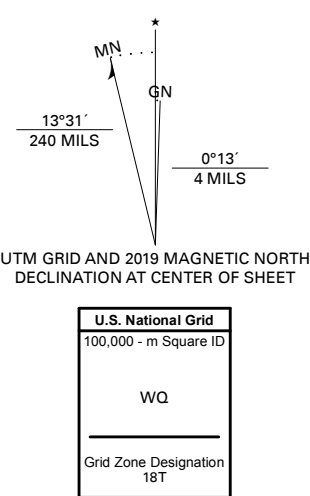 ★
MN
GN
13°31´
240 MILS
0°13´
4 MILS
UTM GRID AND 2019 MAGNETIC NORTH
DECLINATION AT CENTER OF SHEET
U.S. National Grid
100,000 - m Square ID
WQ
Grid Zone Designation
18T